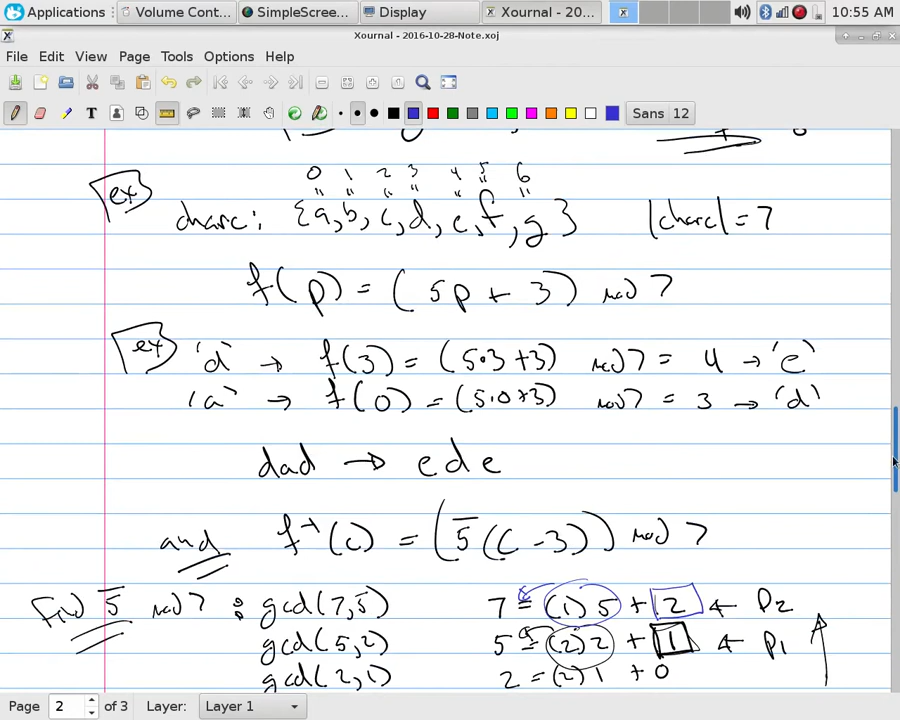 Applications
Volume Cont...
SimpleScree...
Display
Xournal - 20...
10:55 AM
Xournal - 2016-10-28-Note.xoj
File Edit View Page Tools Options Help
Sans 12
ex
0 1 2 3 4 5 6
" " " " " " "
charc: {a, b, c, d, e, f, g} |charc| = 7
f(p) = (5p + 3) mod 7
ex 'd' → f(3) = (5·3+3) mod 7 = 4 → 'e'
'a' → f(0) = (5·0+3) mod 7 = 3 → 'd'
dad → ede
and f⁻¹(c) = (5̅(c-3)) mod 7
Find 5̅ mod 7 : gcd(7,5) 7 = (1)5 + 2 ← P2
gcd(5,2) 5 = (2)2 + 1 ← P1
gcd(2,1) 2 = (2)1 + 0
Page 2 of 3 Layer: Layer 1